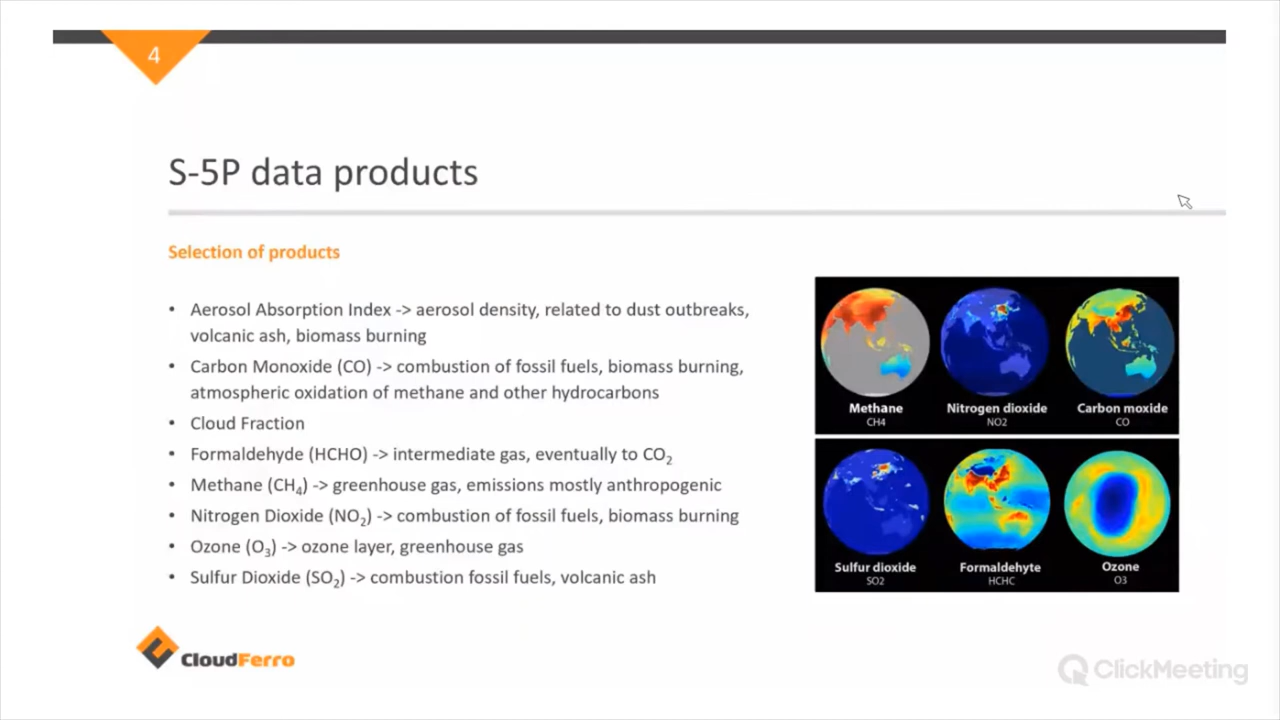 4
S-5P data products
Selection of products
• Aerosol Absorption Index -> aerosol density, related to dust outbreaks,
volcanic ash, biomass burning
• Carbon Monoxide (CO) -> combustion of fossil fuels, biomass burning,
atmospheric oxidation of methane and other hydrocarbons
• Cloud Fraction
• Formaldehyde (HCHO) -> intermediate gas, eventually to CO₂
• Methane (CH₄) -> greenhouse gas, emissions mostly anthropogenic
• Nitrogen Dioxide (NO₂) -> combustion of fossil fuels, biomass burning
• Ozone (O₃) -> ozone layer, greenhouse gas
• Sulfur Dioxide (SO₂) -> combustion fossil fuels, volcanic ash
Methane Nitrogen dioxide Carbon moxide
CH4 NO2 CO
Sulfur dioxide Formaldehyte Ozone
SO2 HCHC O3
CloudFerro
ClickMeeting